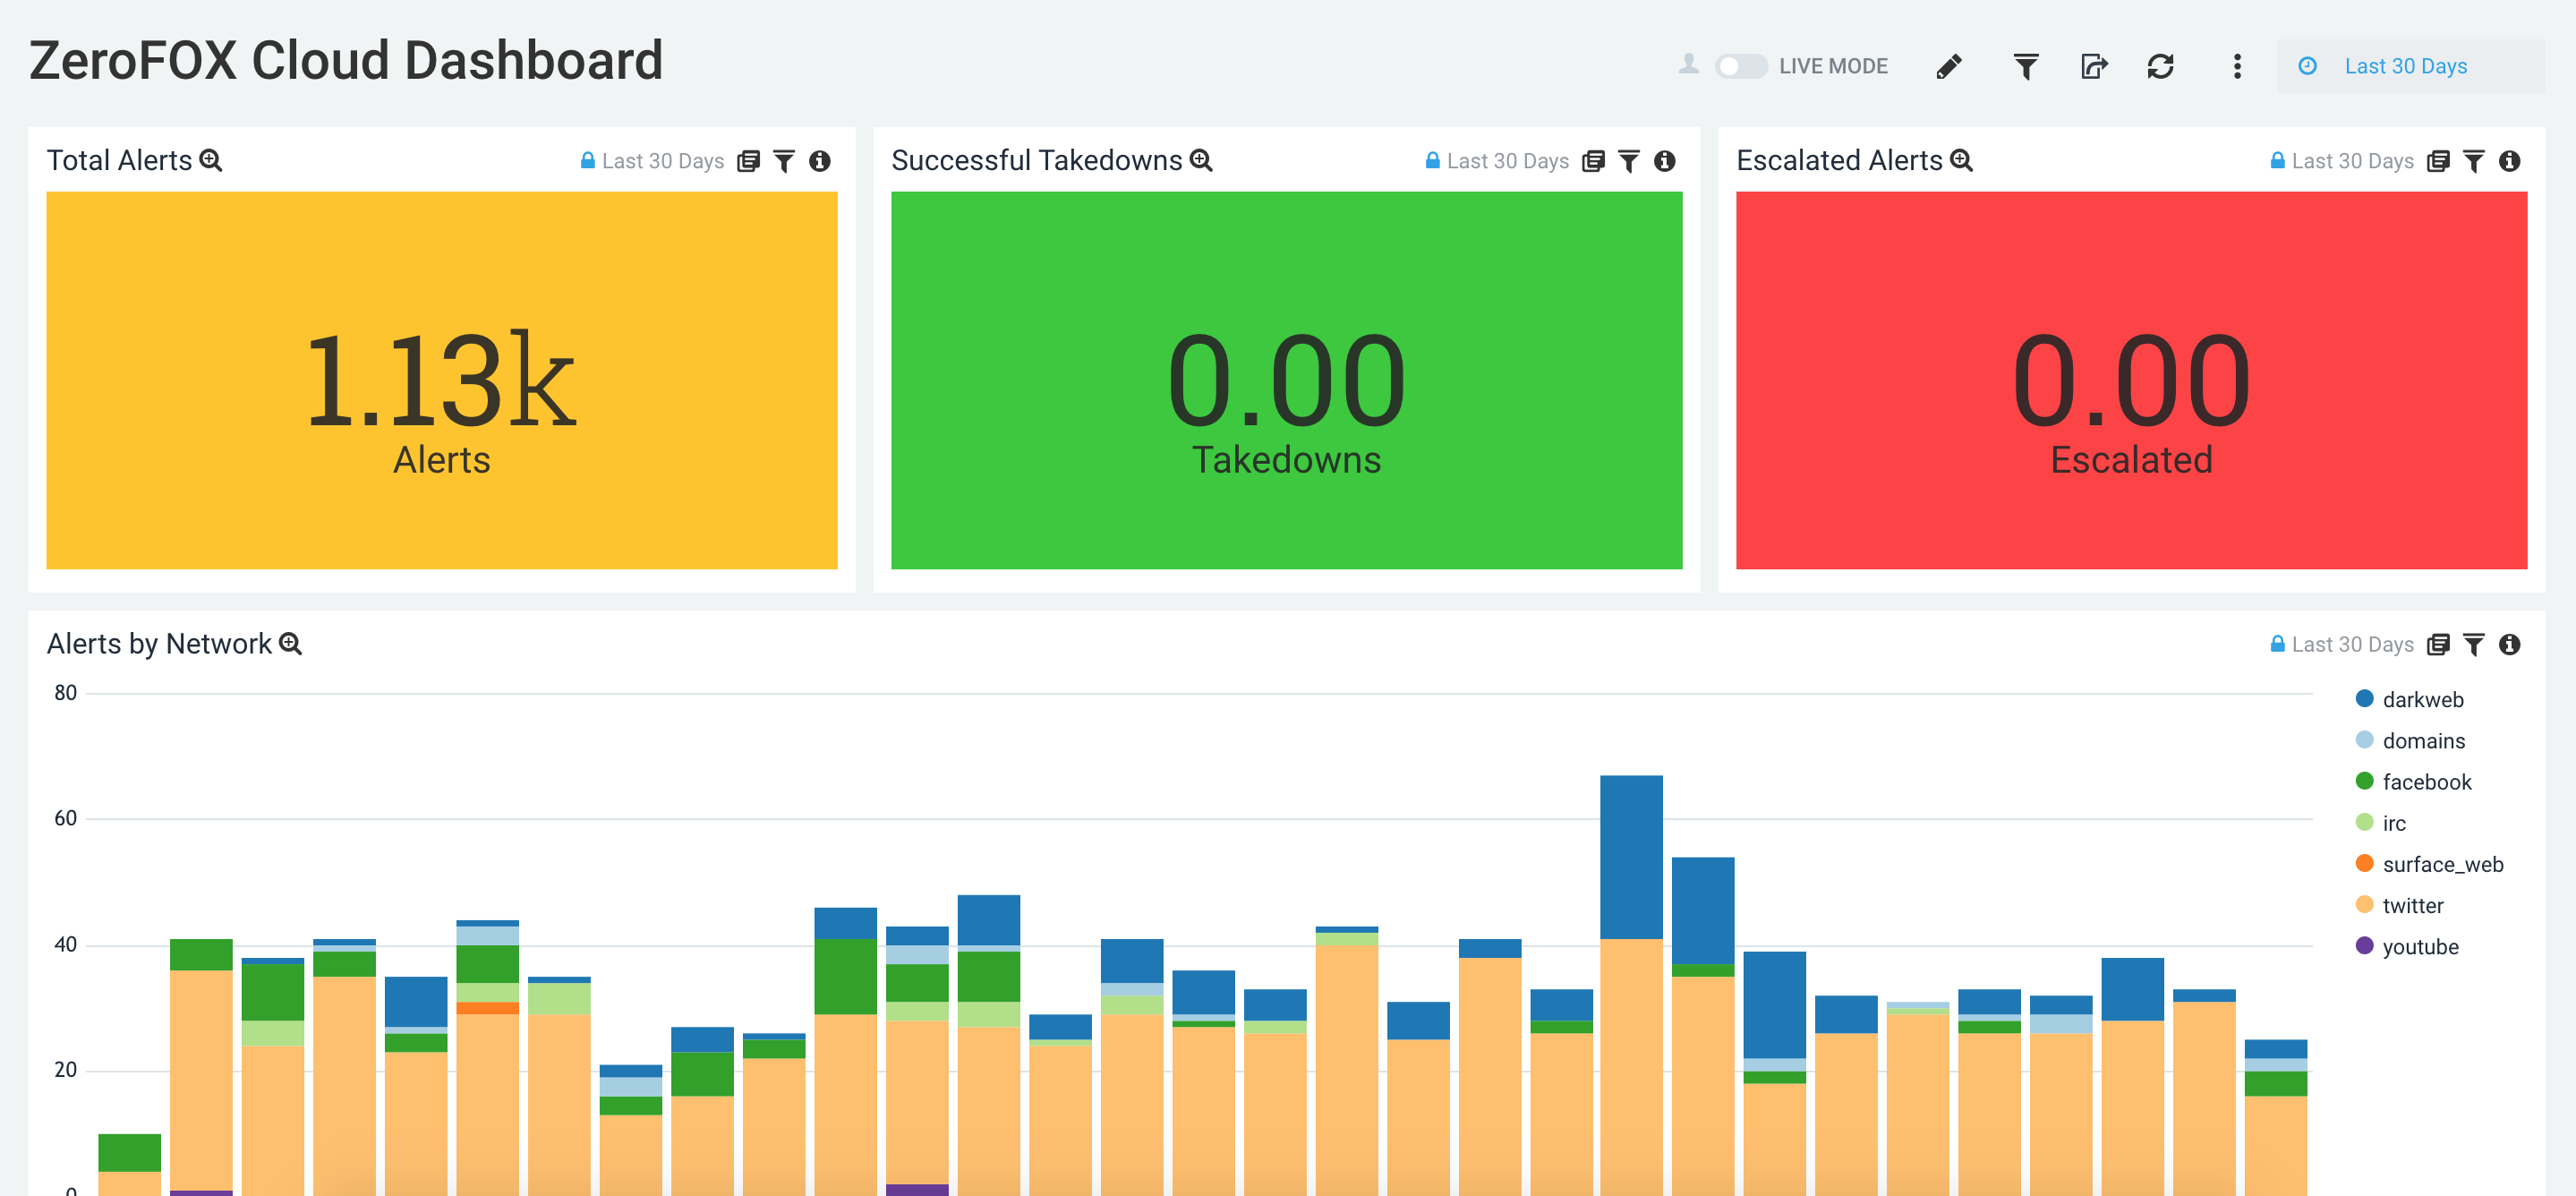 ZeroFOX Cloud Dashboard
LIVE MODE
Last 30 Days
Total Alerts
Last 30 Days
1.13k
Alerts
Successful Takedowns
Last 30 Days
0.00
Takedowns
Escalated Alerts
Last 30 Days
0.00
Escalated
Alerts by Network
Last 30 Days
80
60
40
20
0
darkweb
domains
facebook
irc
surface_web
twitter
youtube